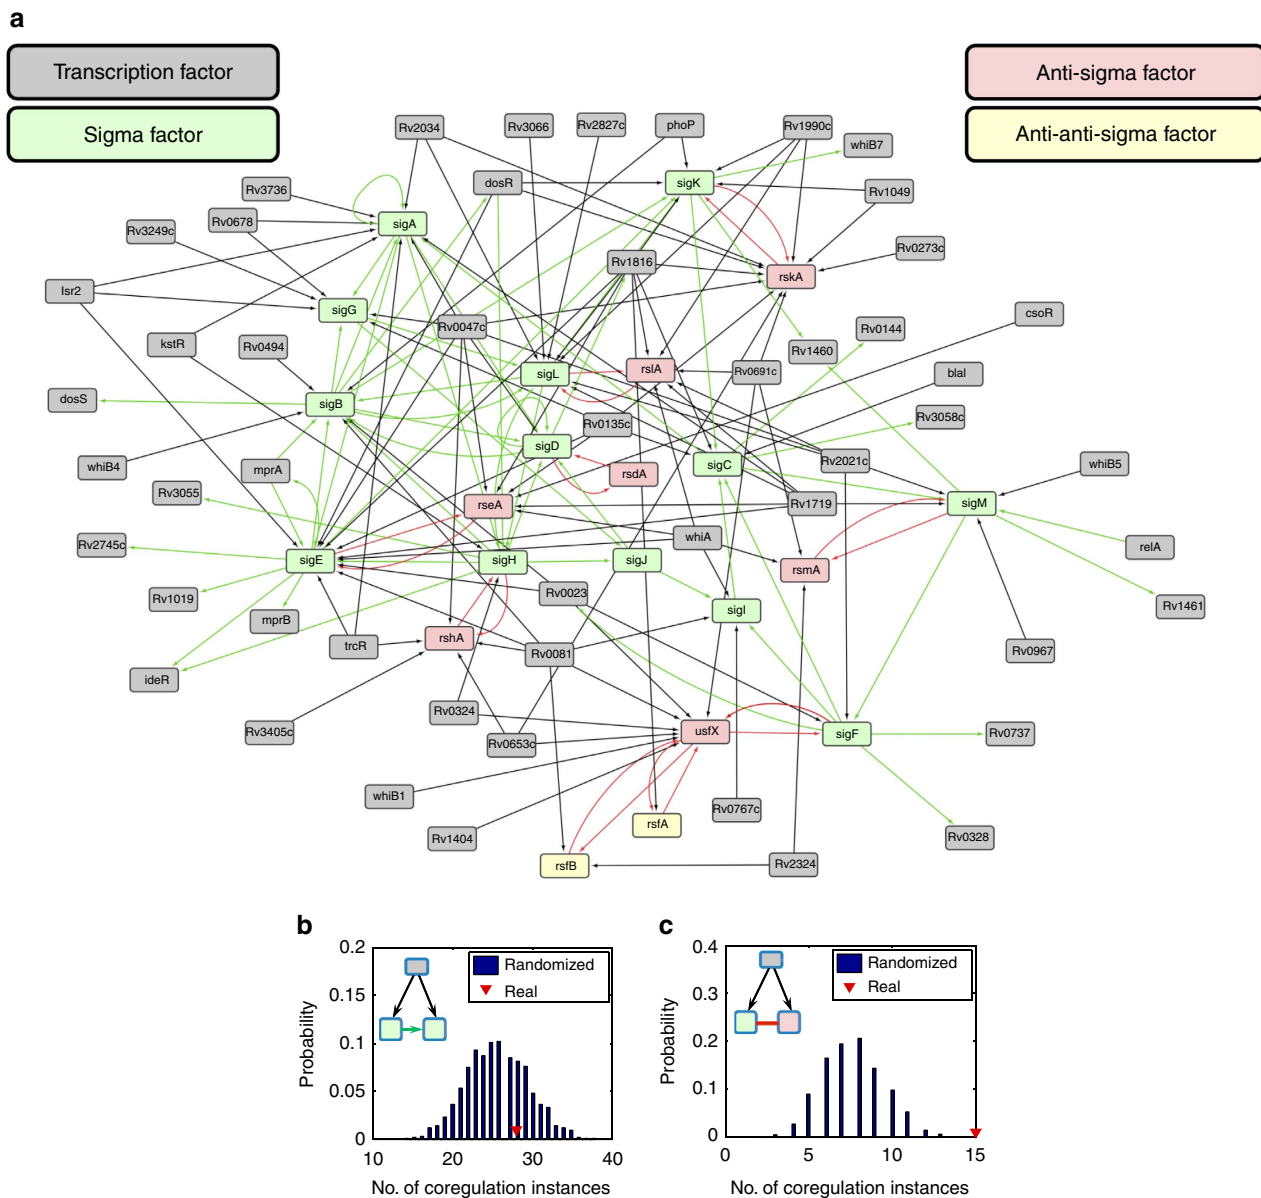 a
Transcription factor
Sigma factor
Anti-sigma factor
Anti-anti-sigma factor
Rv2034
Rv3066
Rv2827c
phoP
Rv1990c
whiB7
Rv3736
dosR
sigK
Rv1049
Rv0678
sigA
Rv3249c
Rv0273c
Rv1816
rskA
lsr2
sigG
Rv0047c
csoR
Rv0144
kstR
Rv0494
Rv1460
sigL
rslA
Rv0691c
blaI
dosS
sigB
Rv0135c
Rv3058c
sigD
whiB4
mprA
rsdA
sigC
Rv2021c
whiB5
Rv3055
rseA
Rv1719
sigM
Rv2745c
sigE
sigH
sigJ
whiA
rsmA
relA
Rv1019
mprB
Rv0023
sigI
Rv1461
trcR
rshA
Rv0081
Rv0967
ideR
Rv0324
Rv3405c
Rv0653c
usfX
sigF
Rv0737
whiB1
Rv0767c
Rv1404
rsfA
Rv0328
rsfB
Rv2324
b
0.2
0.15
0.1
0.05
0
Probability
Randomized
Real
10
20
30
40
No. of coregulation instances
c
0.4
0.3
0.2
0.1
0
Probability
Randomized
Real
0
5
10
15
No. of coregulation instances